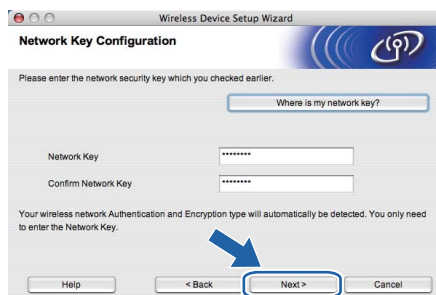 Wireless Device Setup Wizard
Network Key Configuration
Please enter the network security key which you checked earlier.
Where is my network key?
Network Key ********
Confirm Network Key ********
Your wireless network Authentication and Encryption type will automatically be detected. You only need
to enter the Network Key.
Help < Back Next > Cancel